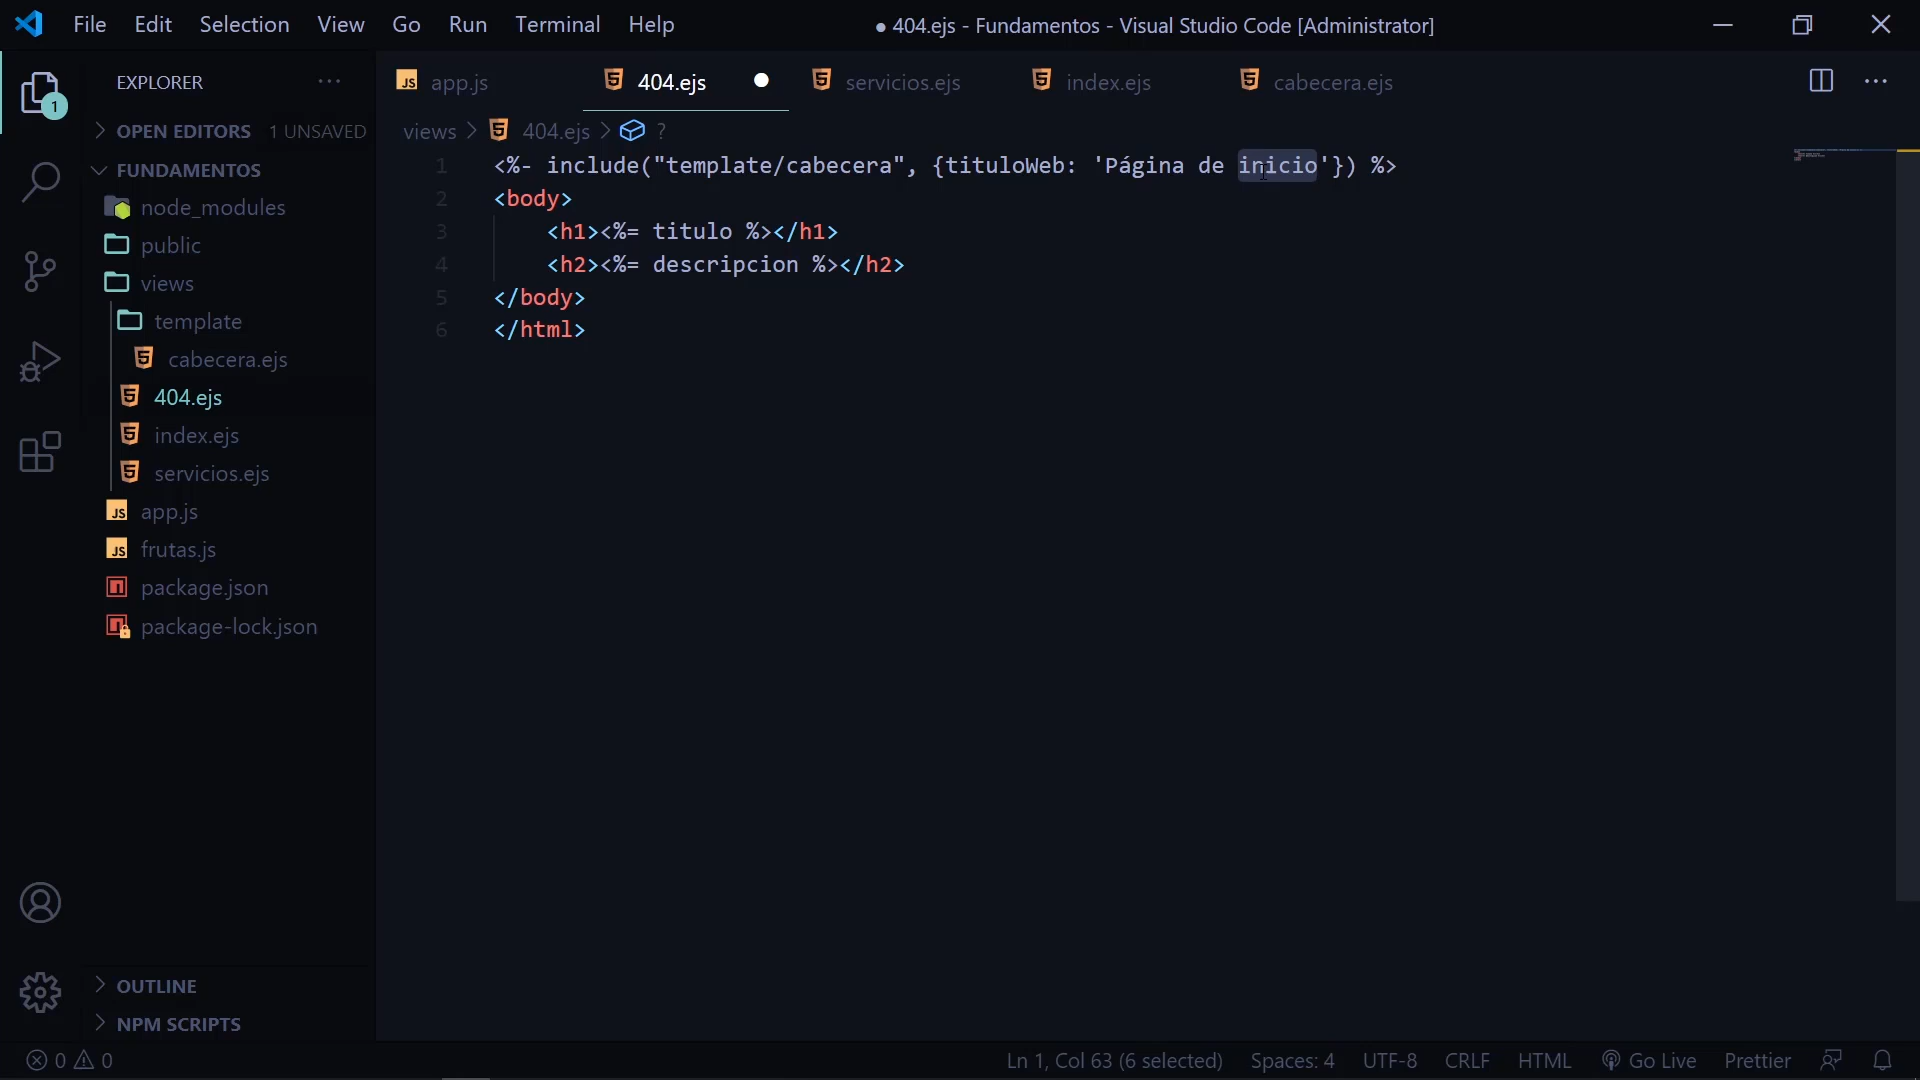 File Edit Selection View Go Run Terminal Help
● 404.ejs - Fundamentos - Visual Studio Code [Administrator]
EXPLORER ···
1
OPEN EDITORS 1 UNSAVED
FUNDAMENTOS
node_modules
public
views
template
cabecera.ejs
404.ejs
index.ejs
servicios.ejs
JS app.js
JS frutas.js
package.json
package-lock.json
OUTLINE
NPM SCRIPTS
JS app.js 404.ejs ● servicios.ejs index.ejs cabecera.ejs ···
views > 404.ejs > ?
1 <%- include("template/cabecera", {tituloWeb: 'Página de inicio'}) %>
2 <body>
3 <h1><%= titulo %></h1>
4 <h2><%= descripcion %></h2>
5 </body>
6 </html>
0 0 Ln 1, Col 63 (6 selected) Spaces: 4 UTF-8 CRLF HTML Go Live Prettier